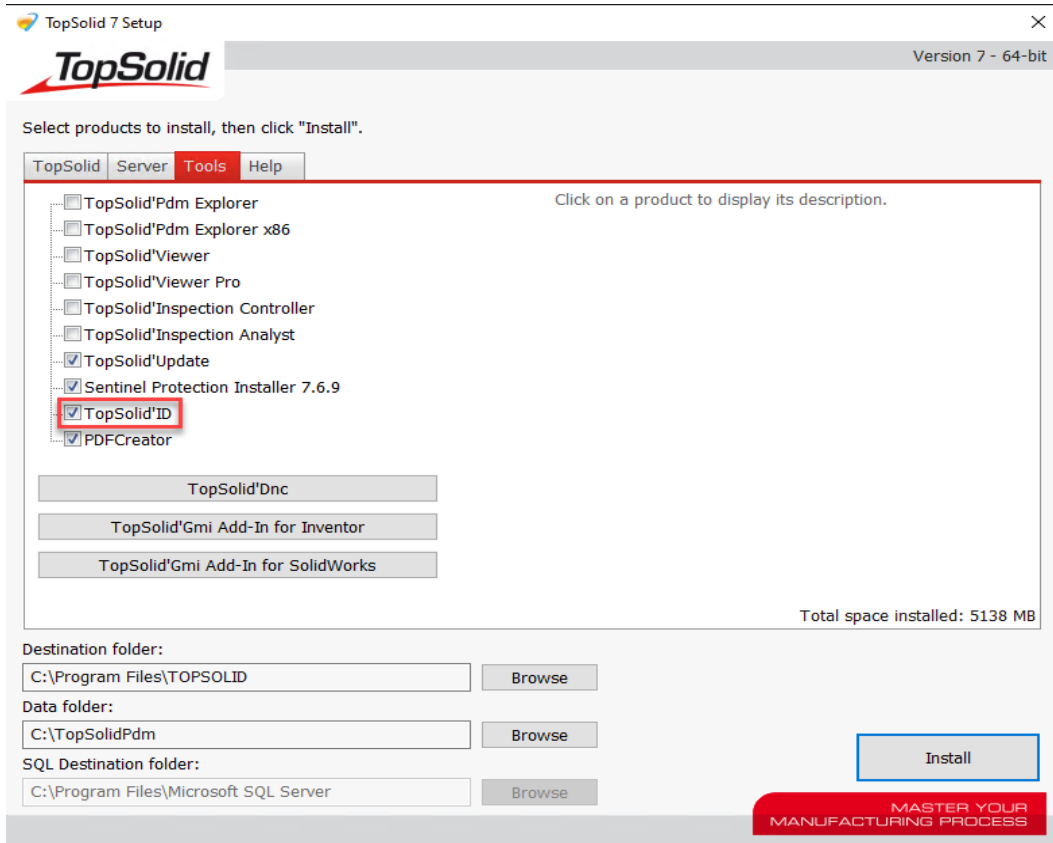 TopSolid 7 Setup
TopSolid
Version 7 - 64-bit
Select products to install, then click "Install".
TopSolid Server Tools Help
TopSolid'Pdm Explorer
Click on a product to display its description.
TopSolid'Pdm Explorer x86
TopSolid'Viewer
TopSolid'Viewer Pro
TopSolid'Inspection Controller
TopSolid'Inspection Analyst
TopSolid'Update
Sentinel Protection Installer 7.6.9
TopSolid'ID
PDFCreator
TopSolid'Dnc
TopSolid'Gmi Add-In for Inventor
TopSolid'Gmi Add-In for SolidWorks
Total space installed: 5138 MB
Destination folder:
C:\Program Files\TOPSOLID Browse
Data folder:
C:\TopSolidPdm Browse
SQL Destination folder:
C:\Program Files\Microsoft SQL Server Browse
Install
MASTER YOUR
MANUFACTURING PROCESS